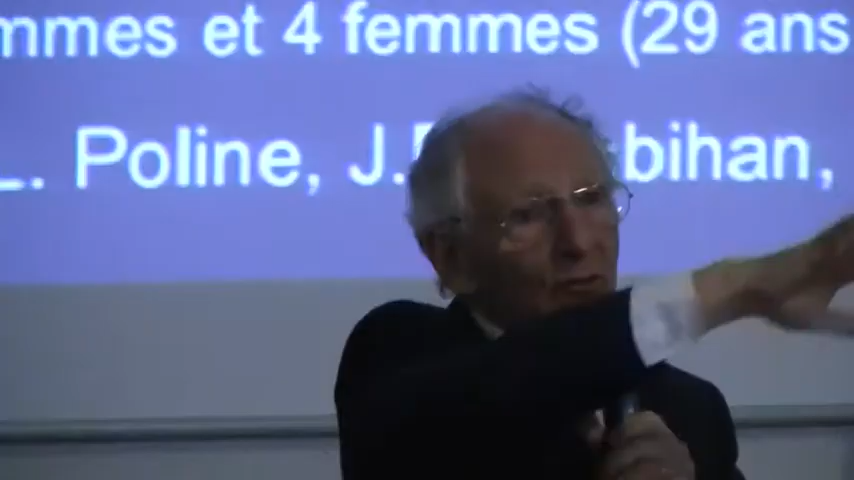 mmes et 4 femmes (29 ans
L. Poline, J. bihan,